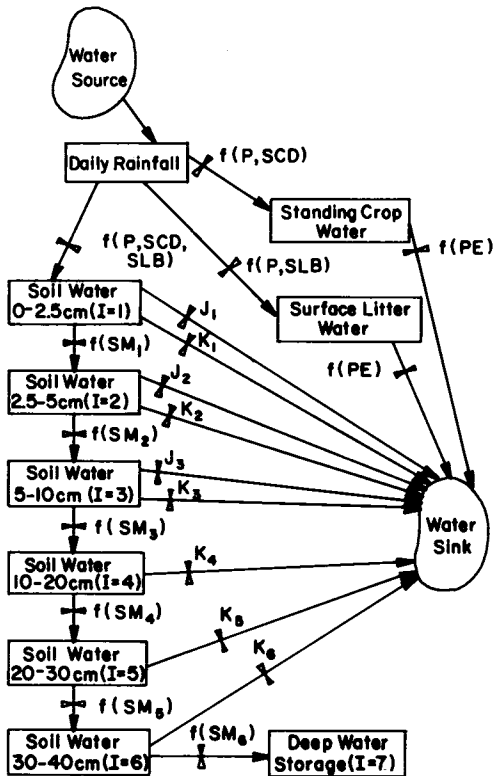 Water
Source
Daily Rainfall
f(P,SCD)
Standing Crop
Water
f(PE)
f(P,SCD,
SLB)
f(P,SLB)
Surface Litter
Water
f(PE)
Soil Water
0-2.5cm(I=1)
J₁
K₁
f(SM₁)
Soil Water
2.5-5cm(I=2)
J₂
K₂
f(SM₂)
Soil Water
5-10cm(I=3)
J₃
K₃
Water
Sink
f(SM₃)
Soil Water
10-20cm(I=4)
K₄
f(SM₄)
Soil Water
20-30cm(I=5)
K₅
K₆
f(SM₅)
Soil Water
30-40cm(I=6)
f(SM₆)
Deep Water
Storage(I=7)